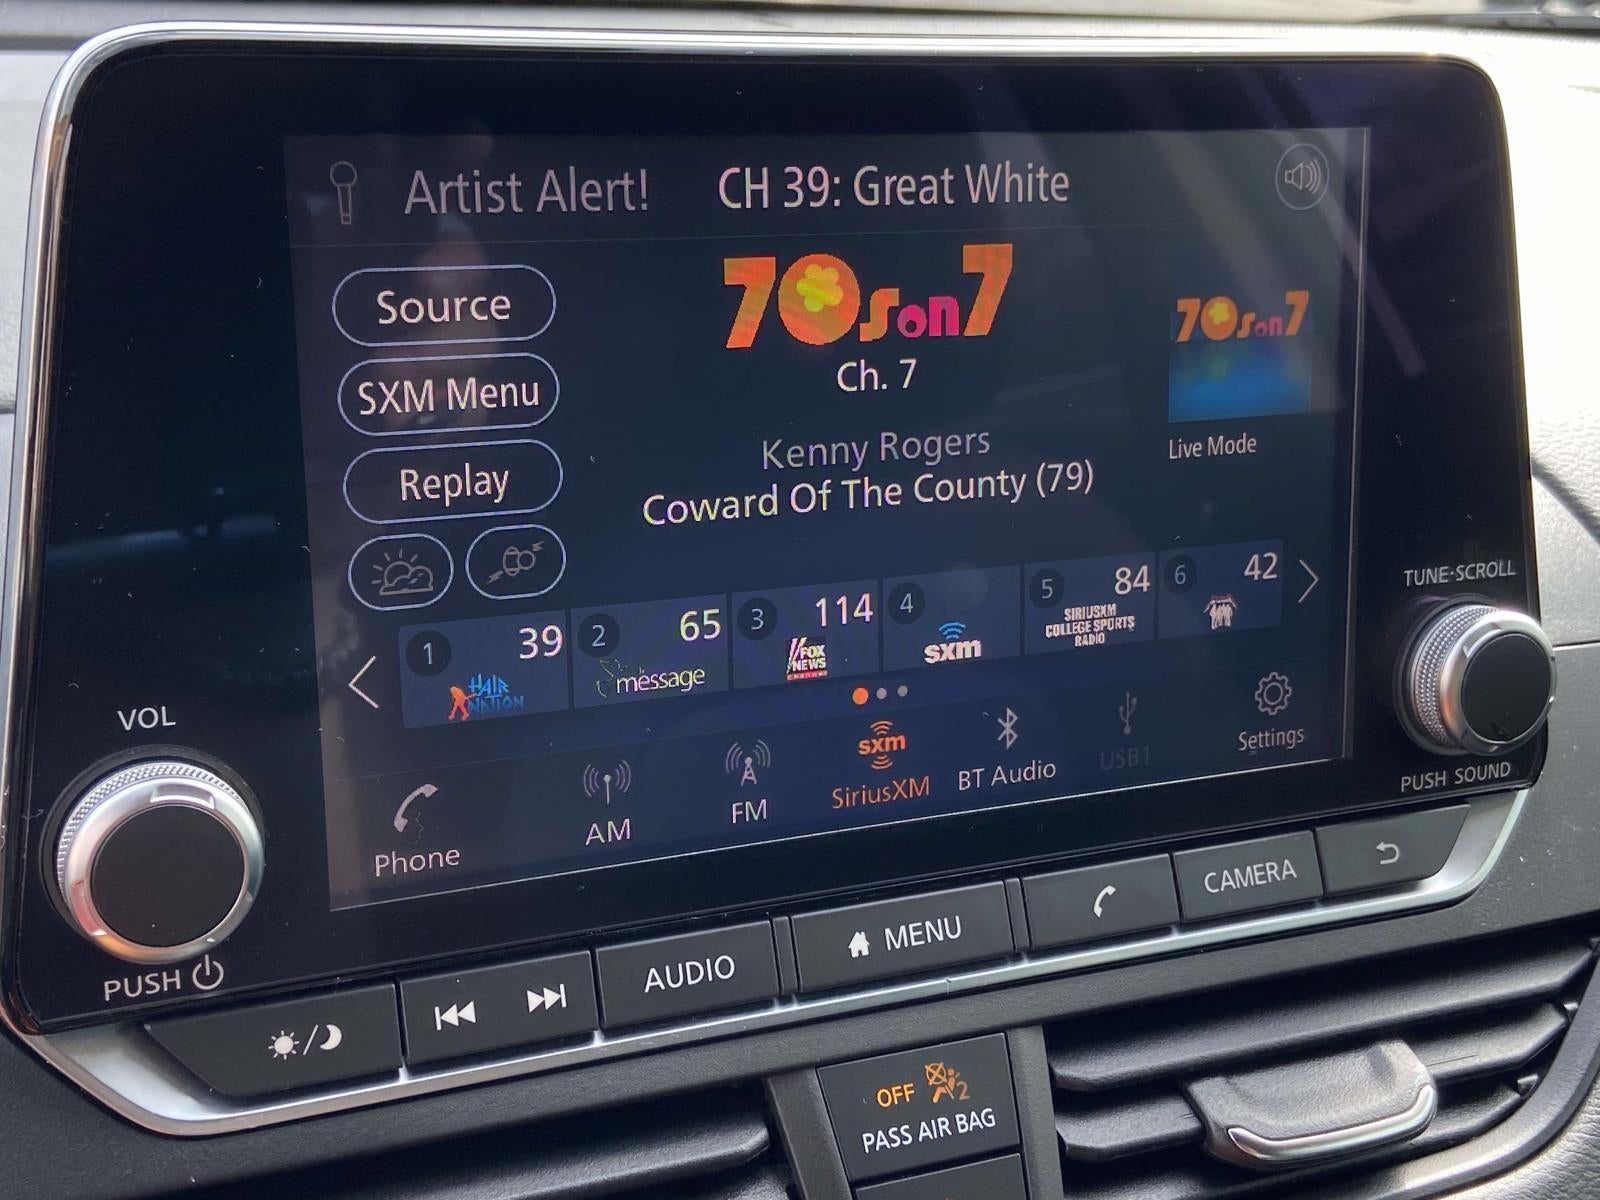 Artist Alert! CH 39: Great White
Source
SXM Menu
Replay
70s on 7
Ch. 7
Kenny Rogers
Coward Of The County (79)
70s on 7
Live Mode
1 39
HAIR
NATION
2 65
message
3 114
FOX
NEWS
4
sxm
5 84
SIRIUSXM
COLLEGE SPORTS
RADIO
6 42
Phone
AM
FM
sxm
SiriusXM
BT Audio
USB1
Settings
VOL
PUSH
TUNE·SCROLL
PUSH SOUND
AUDIO
MENU
CAMERA
OFF 2
PASS AIR BAG